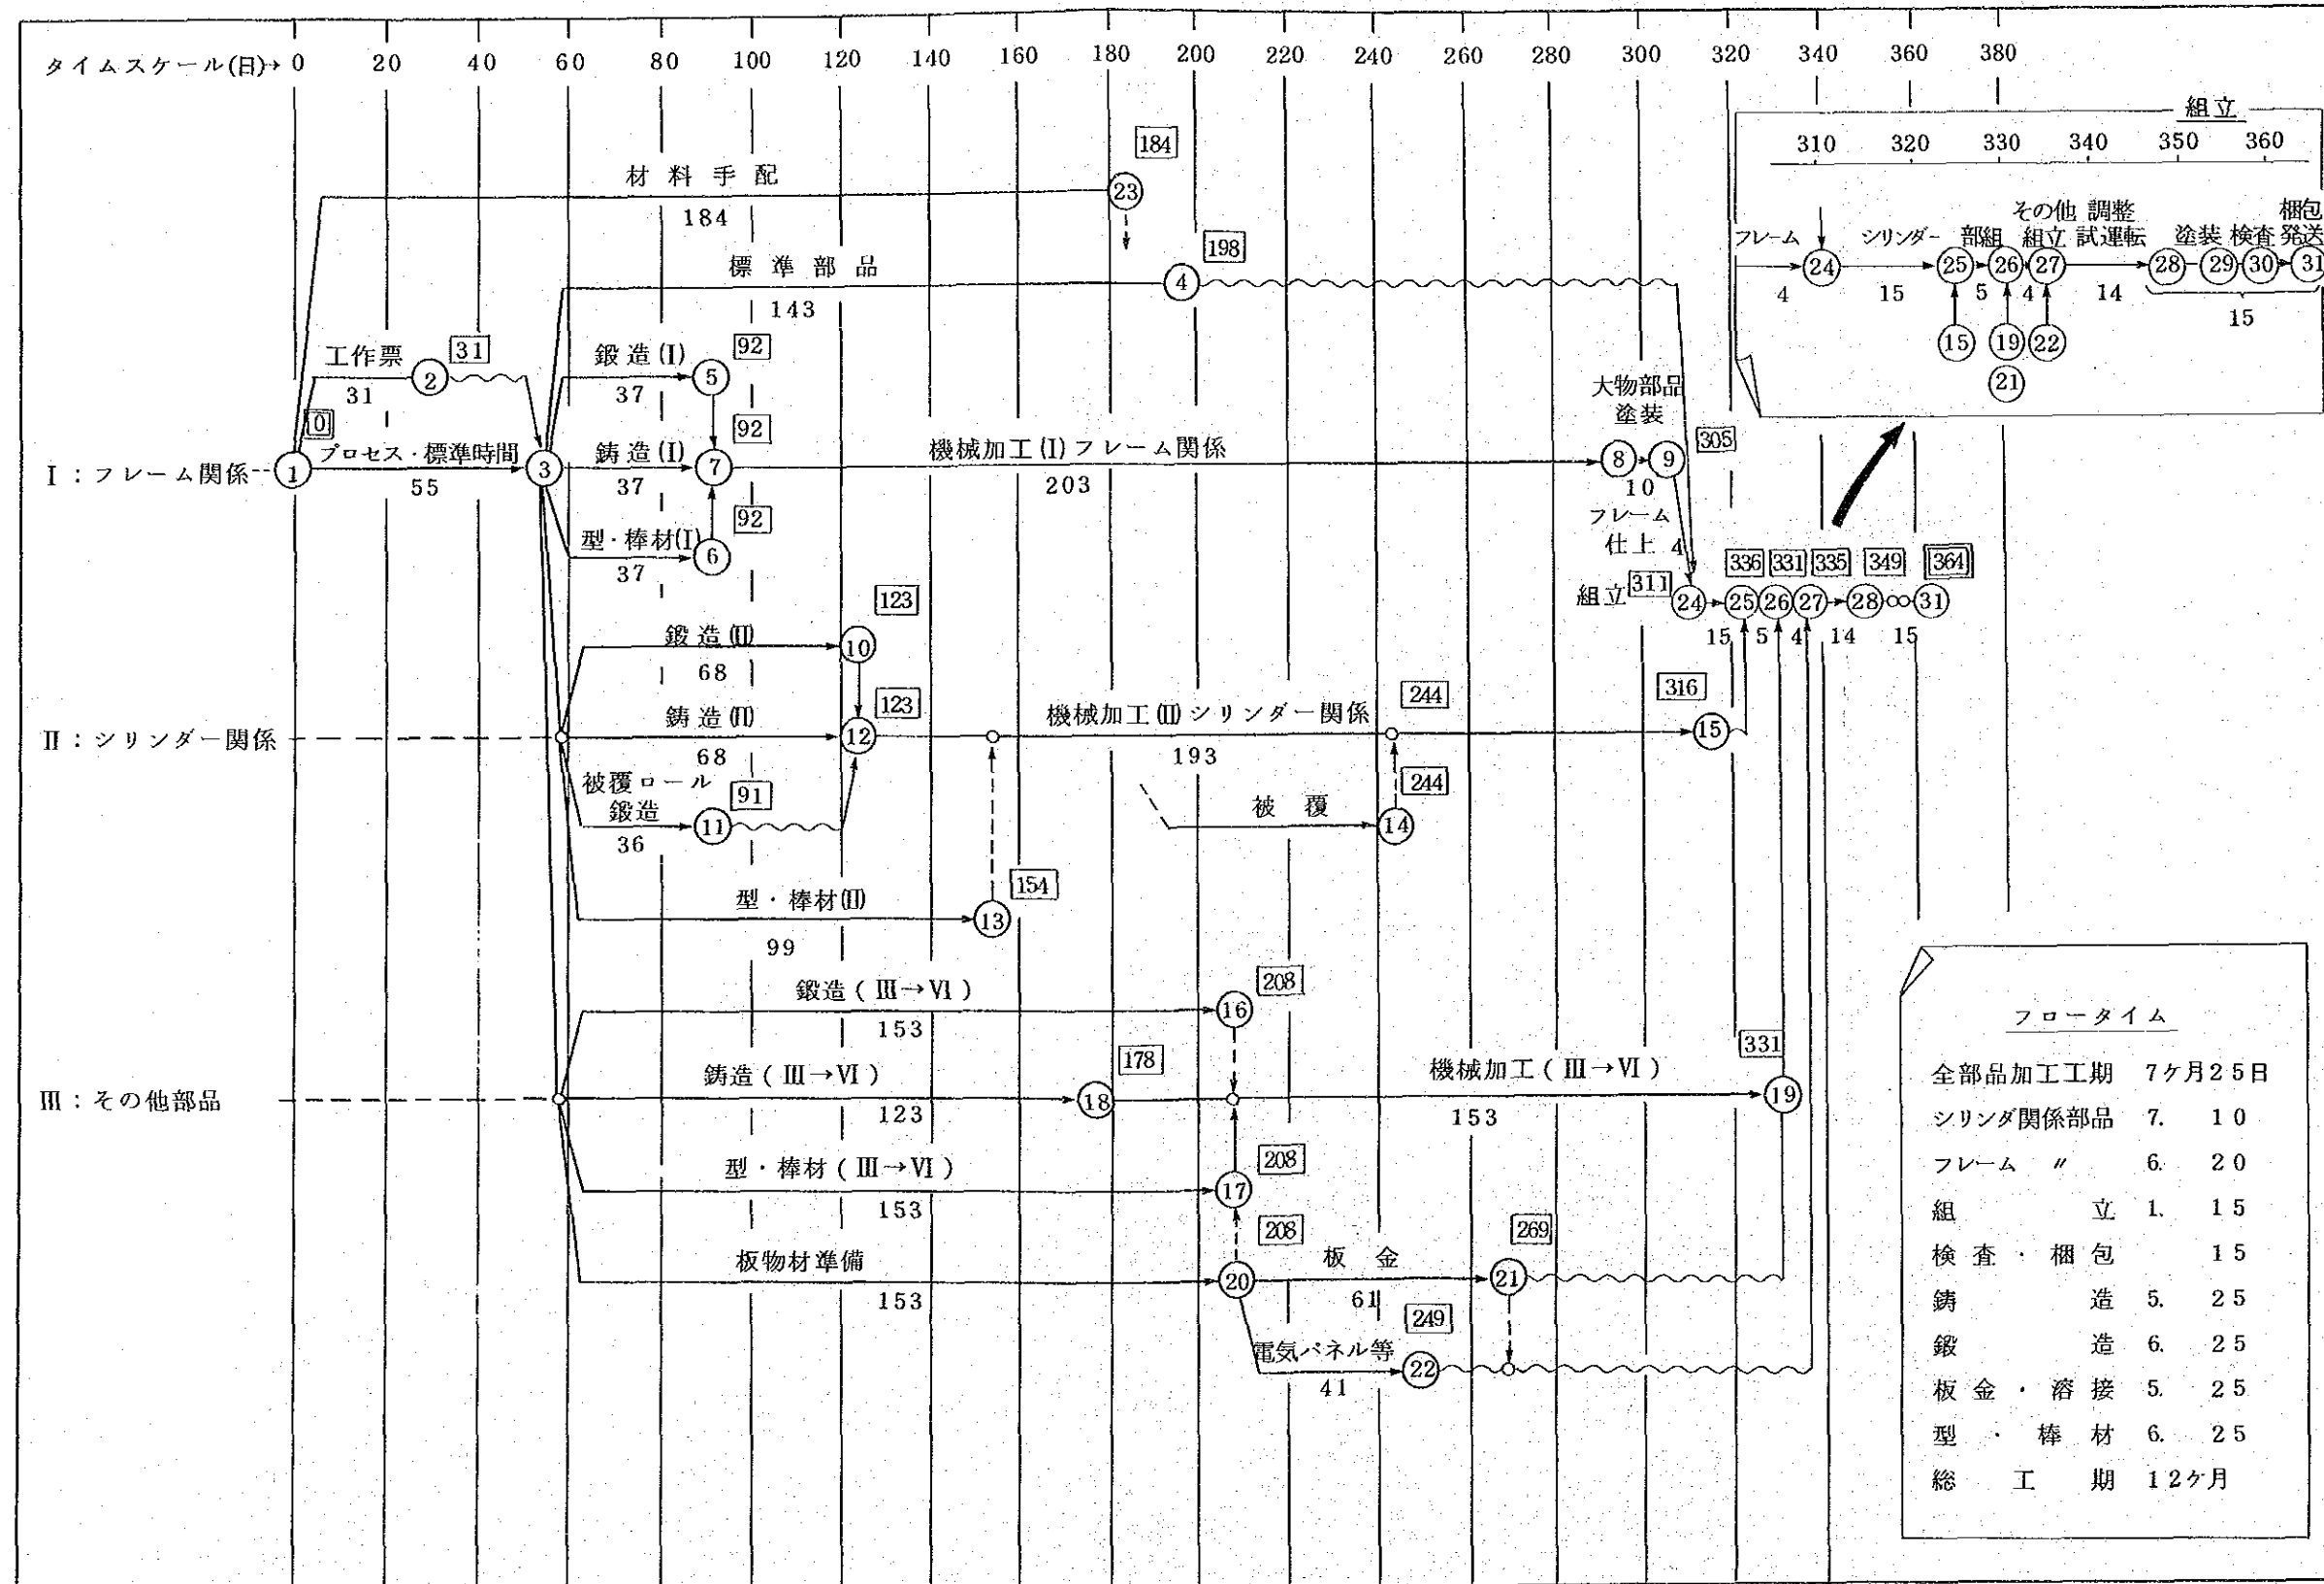 タイムスケール(日)→ 0 20 40 60 80 100 120 140 160 180 200 220 240 260 280 300 320 340 360 380
組立
310 320 330 340 350 360
その他 調整 梱包
フレーム シリンダー 部組 組立 試運転 塗装 検査 発送
24 25 26 27 28 29 30 31
4 15 5 4 14 15
15 19 22
21
184
材料手配
23
184
198
標準部品
4
143
工作票
31
2
31
鍛造(I)
92
5
37
大物部品
塗装
0
I:フレーム関係
1
プロセス・標準時間
55
3
鋳造(I)
92
37
7
機械加工(I)フレーム関係
203
8 9
305
10
型・棒材(I)
92
37
6
フレーム
仕上 4
組立
311 336 331 335 349 364
24 25 26 27 28 31
15 5 4 14 15
123
鍛造(II)
10
68
II:シリンダー関係
鋳造(II)
123
12
68
機械加工(II)シリンダー関係
193
244
316
15
被覆ロール
鍛造
91
11
36
被覆
244
14
型・棒材(II)
154
13
99
鍛造(III→VI)
208
16
153
III:その他部品
鋳造(III→VI)
178
18
123
機械加工(III→VI)
331
19
153
型・棒材(III→VI)
208
17
153
板物材準備
208
20
153
板金
269
21
61
電気パネル等
249
22
41
フロータイム
全部品加工工期 7ケ月25日
シリンダ関係部品 7. 10
フレーム 〃 6. 20
組立 1. 15
検査・梱包 15
鋳造 5. 25
鍛造 6. 25
板金・溶接 5. 25
型・棒材 6. 25
総工期 12ケ月